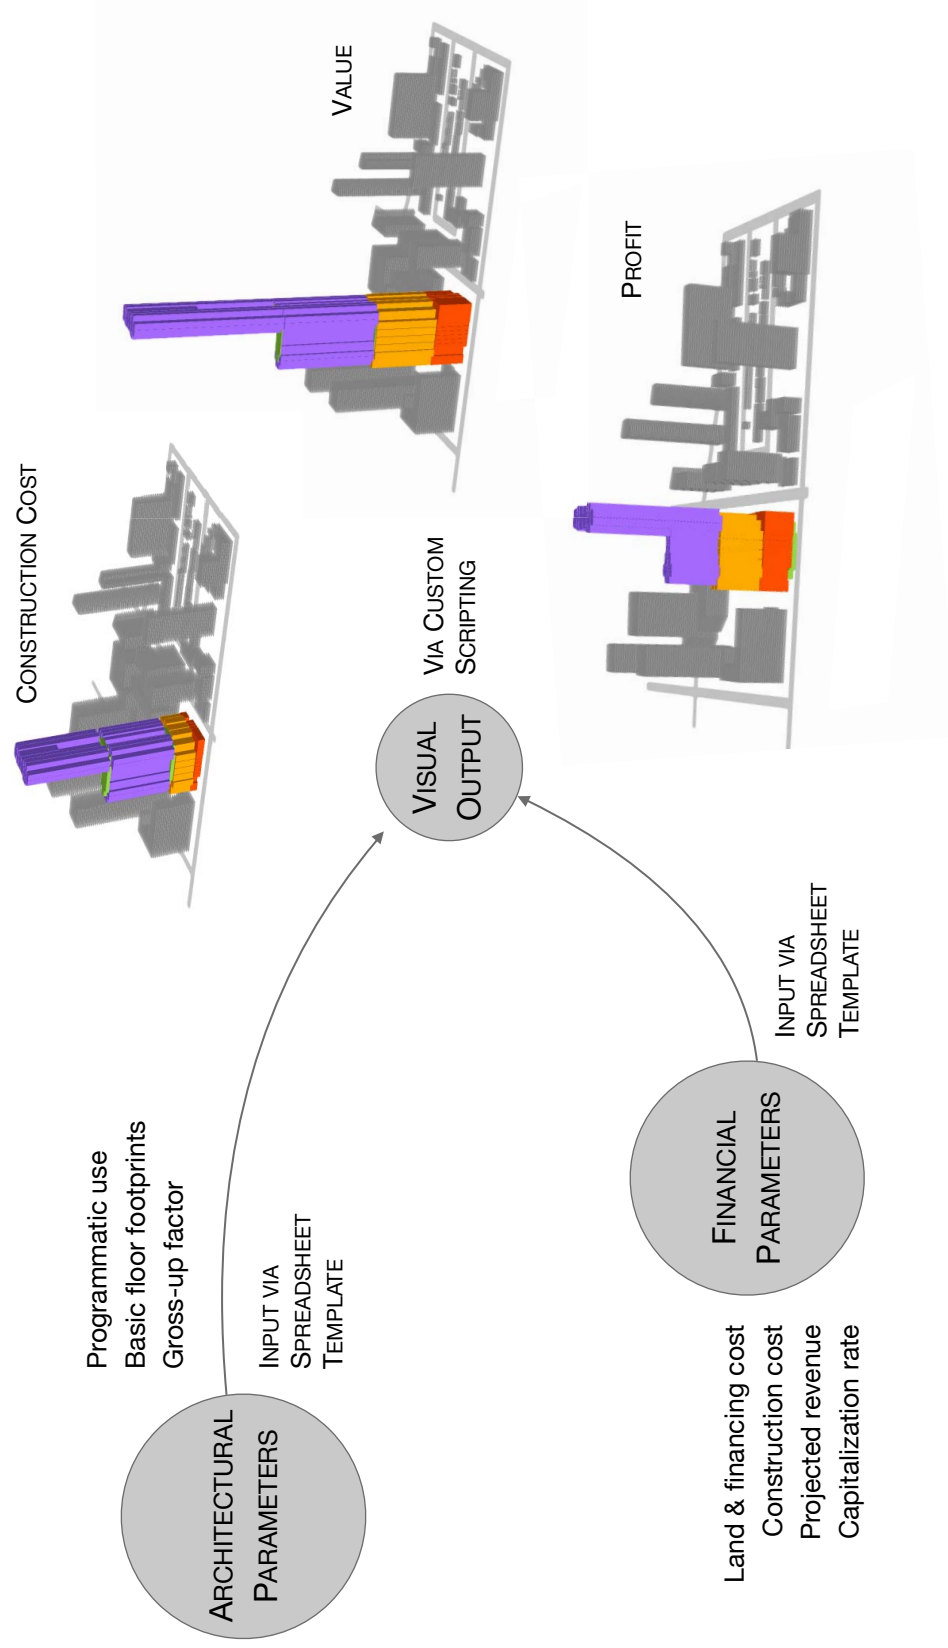 ARCHITECTURAL
PARAMETERS
Programmatic use
Basic floor footprints
Gross-up factor
INPUT VIA
SPREADSHEET
TEMPLATE
FINANCIAL
PARAMETERS
Land & financing cost
Construction cost
Projected revenue
Capitalization rate
INPUT VIA
SPREADSHEET
TEMPLATE
VISUAL
OUTPUT
VIA CUSTOM
SCRIPTING
CONSTRUCTION COST
VALUE
PROFIT